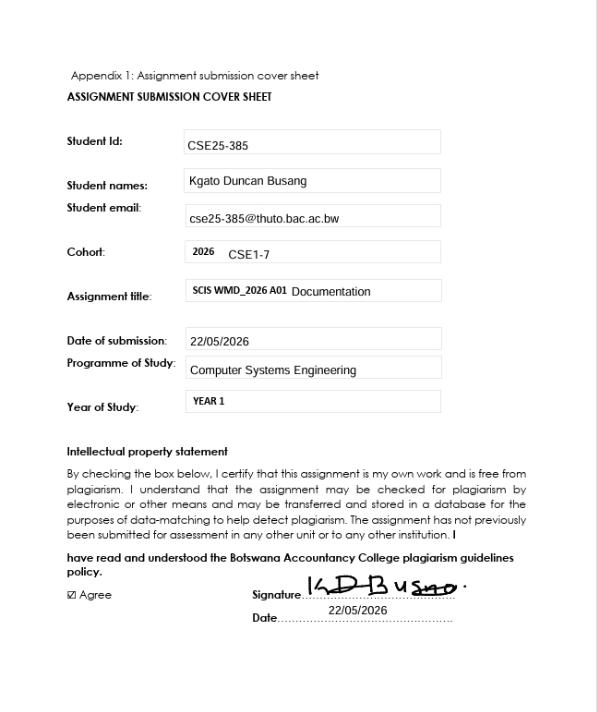 Appendix 1: Assignment submission cover sheet
ASSIGNMENT SUBMISSION COVER SHEET
Student Id: CSE25-385
Student names: Kgato Duncan Busang
Student email: cse25-385@thuto.bac.ac.bw
Cohort: 2026 CSE1-7
Assignment title: SCIS WMD_2026 A01 Documentation
Date of submission: 22/05/2026
Programme of Study: Computer Systems Engineering
Year of Study: YEAR 1
Intellectual property statement
By checking the box below, I certify that this assignment is my own work and is free from
plagiarism. I understand that the assignment may be checked for plagiarism by
electronic or other means and may be transferred and stored in a database for the
purposes of data-matching to help detect plagiarism. The assignment has not previously
been submitted for assessment in any other unit or to any other institution. I
have read and understood the Botswana Accountancy College plagiarism guidelines
policy.
☑ Agree Signature
22/05/2026
Date